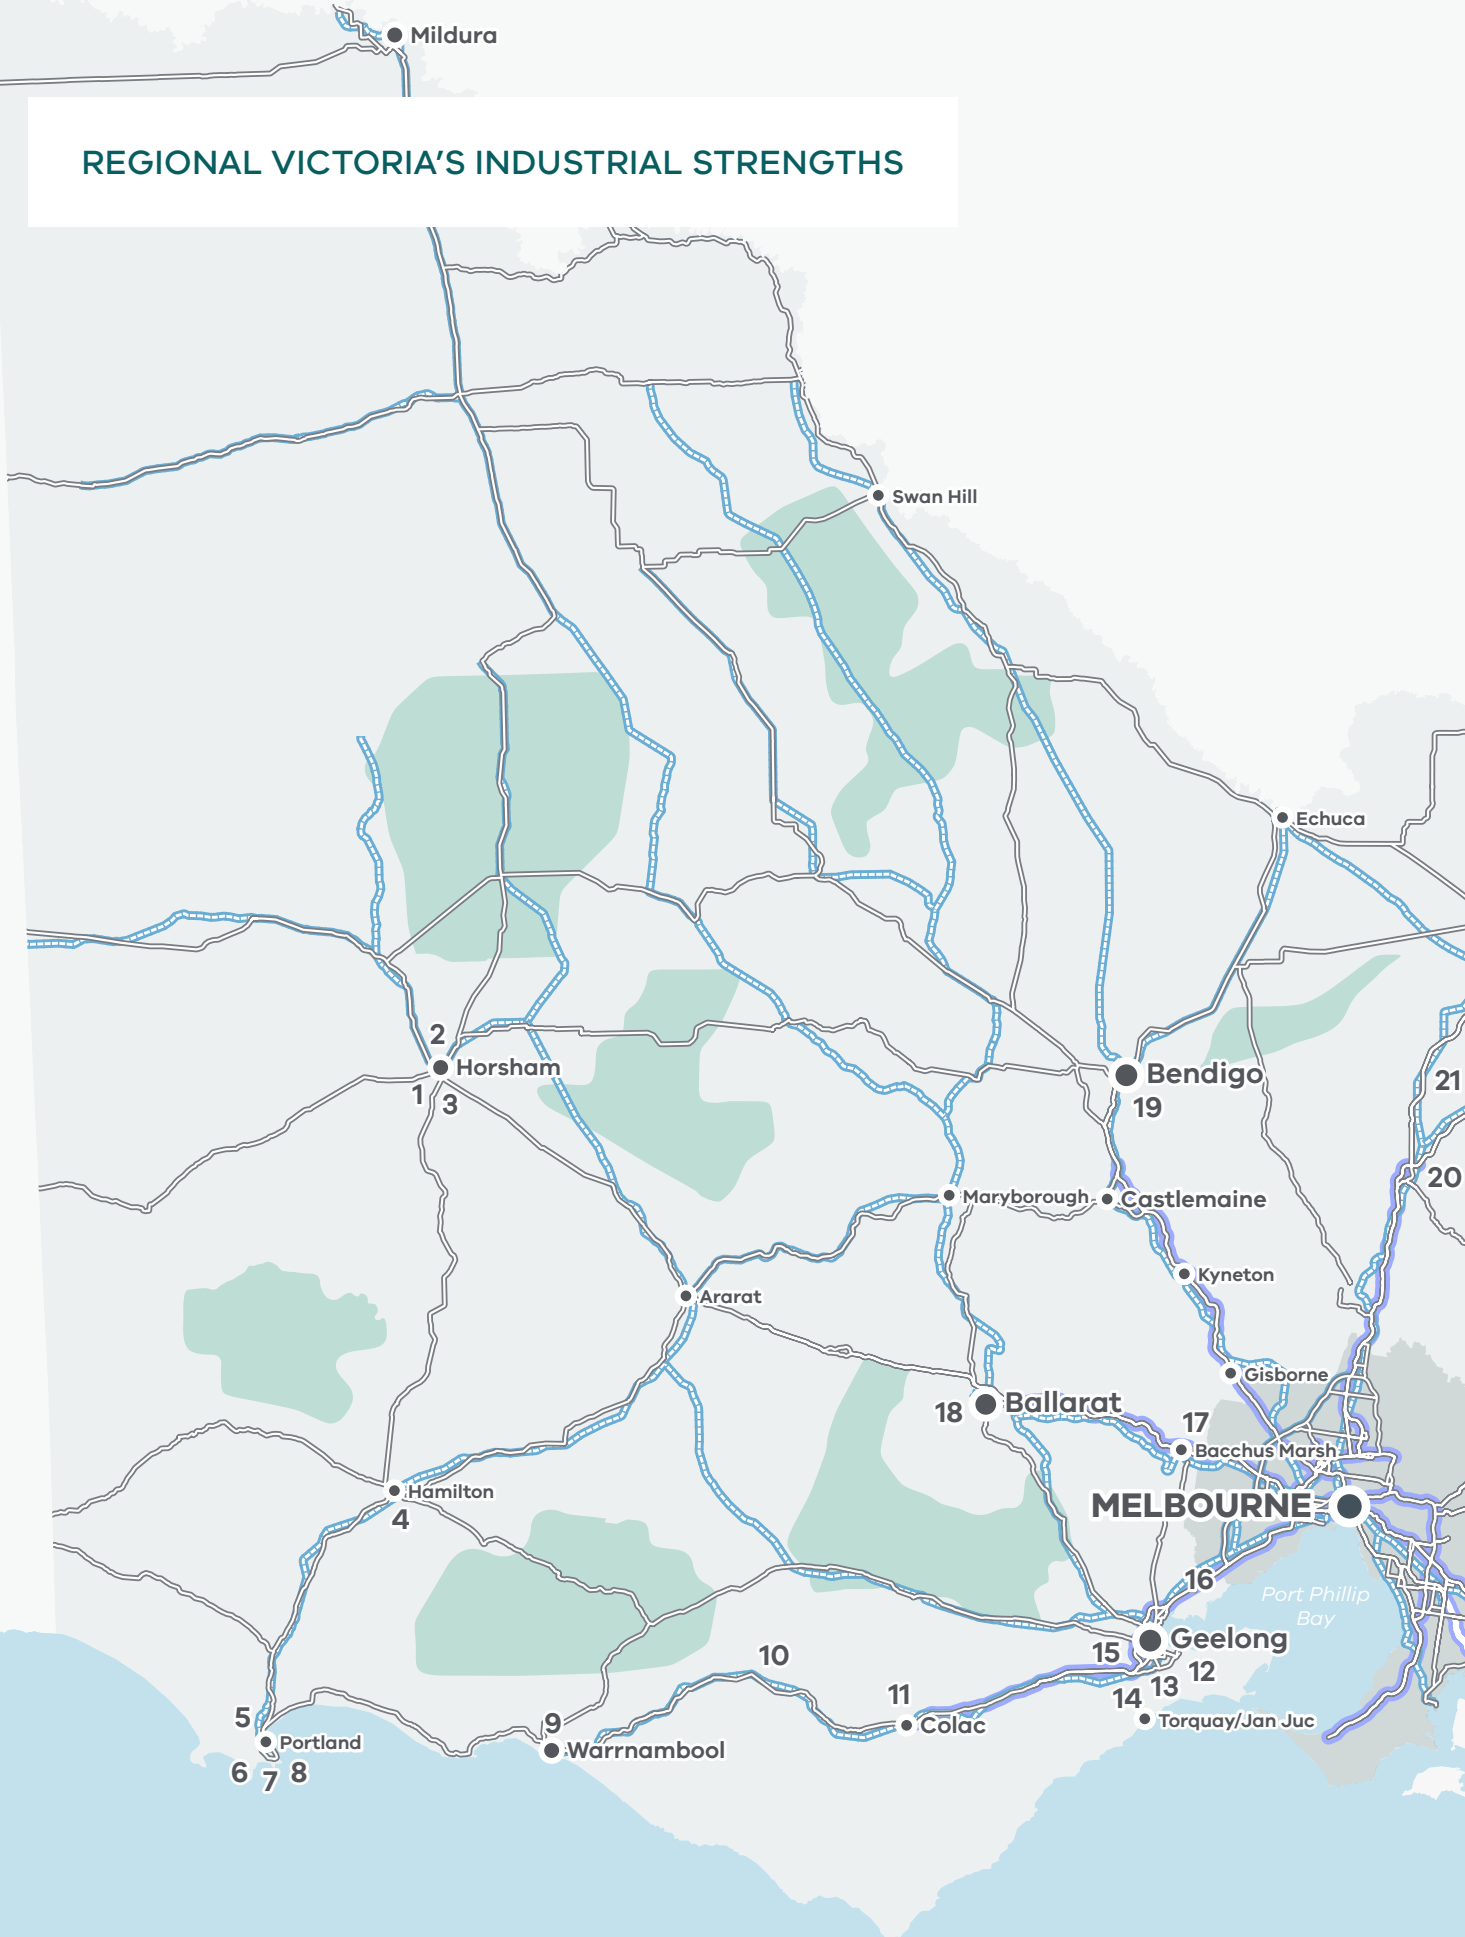 Mildura
REGIONAL VICTORIA'S INDUSTRIAL STRENGTHS
Swan Hill
Echuca
2
Horsham
1
3
Bendigo
19
21
20
Maryborough
Castlemaine
Kyneton
Ararat
Gisborne
18
Ballarat
17
Bacchus Marsh
Hamilton
4
MELBOURNE
16
Port Phillip
Bay
Geelong
15
12
13
14
10
11
Colac
Torquay/Jan Juc
5
Portland
6
7
8
9
Warrnambool